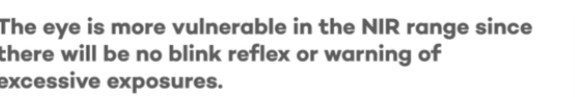 The eye is more vulnerable in the NIR range since
there will be no blink reflex or warning of
excessive exposures.